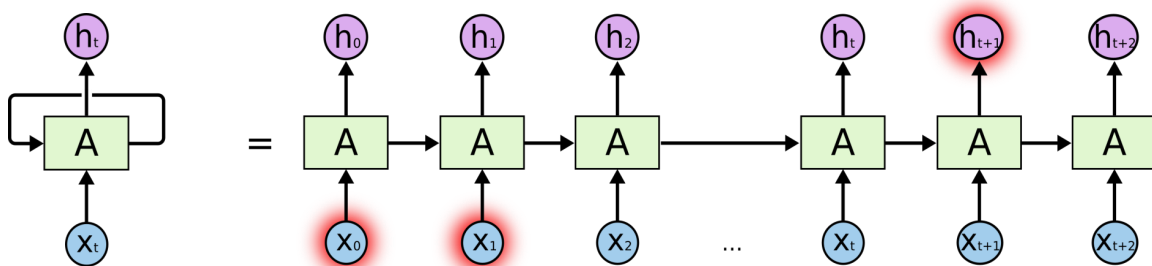 hₜ h₀ h₁ h₂ hₜ hₜ₊₁ hₜ₊₂
A = A A A A A A
xₜ x₀ x₁ x₂ ... xₜ xₜ₊₁ xₜ₊₂